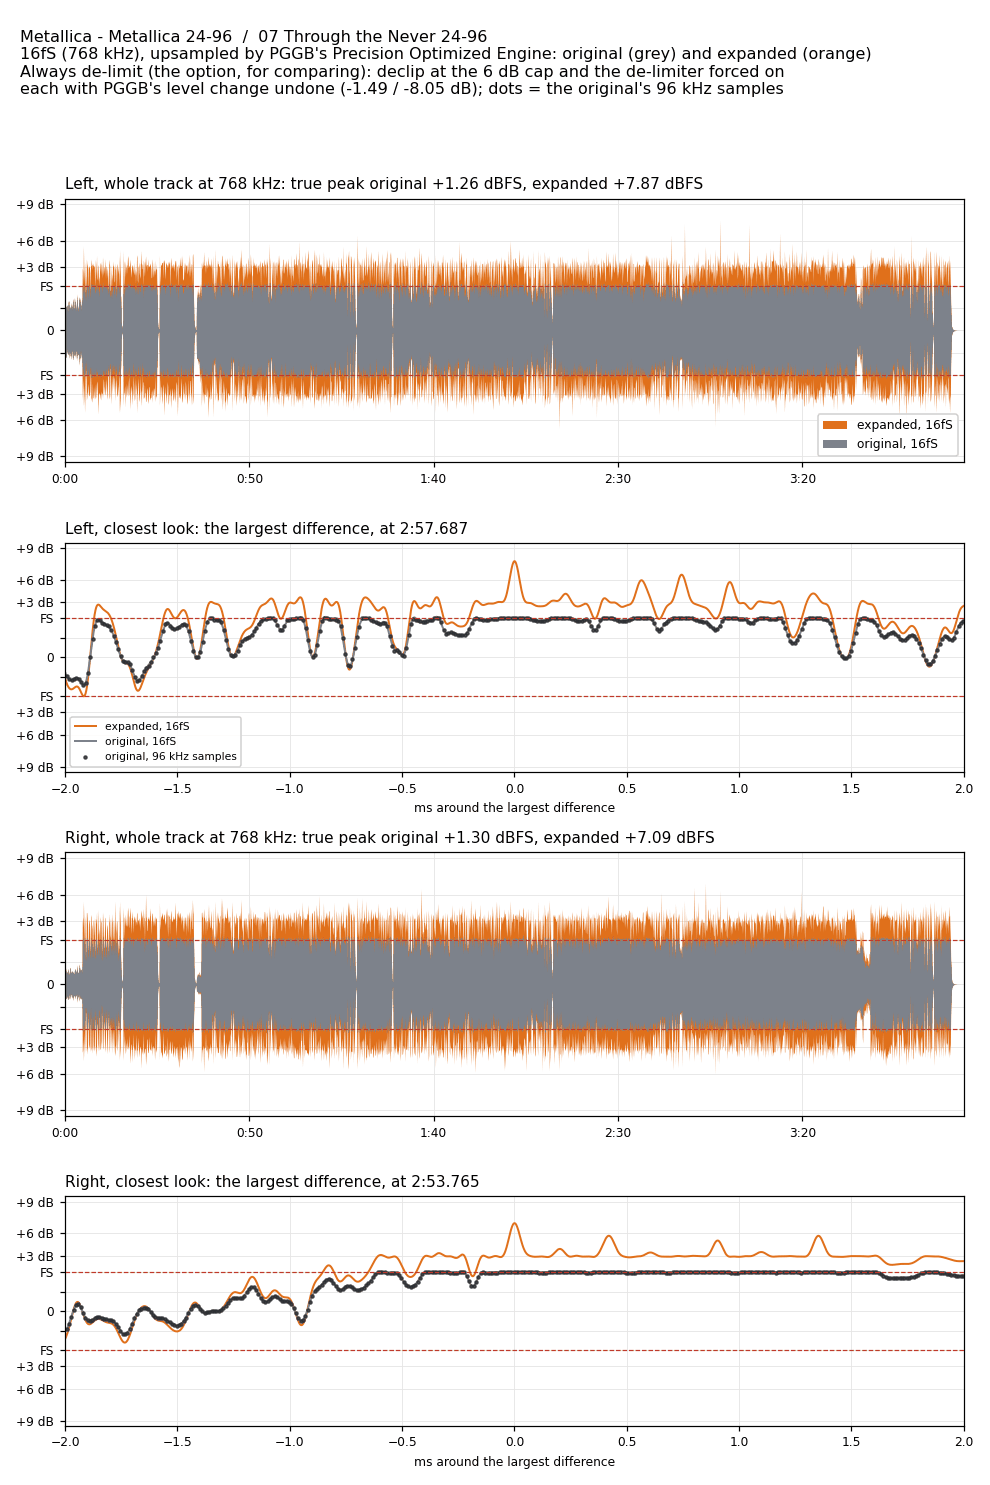 Metallica - Metallica 24-96  /  07 Through the Never 24-96
16fS (768 kHz), upsampled by PGGB's Precision Optimized Engine: original (grey) and expanded (orange)
Always de-limit (the option, for comparing): declip at the 6 dB cap and the de-limiter forced on
each with PGGB's level change undone (-1.49 / -8.05 dB); dots = the original's 96 kHz samples
Left, whole track at 768 kHz: true peak original +1.26 dBFS, expanded +7.87 dBFS
+9 dB
+6 dB
+3 dB
FS
0
FS
+3 dB
+6 dB
+9 dB
expanded, 16fS
original, 16fS
0:00 0:50 1:40 2:30 3:20
Left, closest look: the largest difference, at 2:57.687
+9 dB
+6 dB
+3 dB
FS
0
FS
+3 dB
+6 dB
+9 dB
expanded, 16fS
original, 16fS
original, 96 kHz samples
−2.0 −1.5 −1.0 −0.5 0.0 0.5 1.0 1.5 2.0
ms around the largest difference
Right, whole track at 768 kHz: true peak original +1.30 dBFS, expanded +7.09 dBFS
+9 dB
+6 dB
+3 dB
FS
0
FS
+3 dB
+6 dB
+9 dB
0:00 0:50 1:40 2:30 3:20
Right, closest look: the largest difference, at 2:53.765
+9 dB
+6 dB
+3 dB
FS
0
FS
+3 dB
+6 dB
+9 dB
−2.0 −1.5 −1.0 −0.5 0.0 0.5 1.0 1.5 2.0
ms around the largest difference